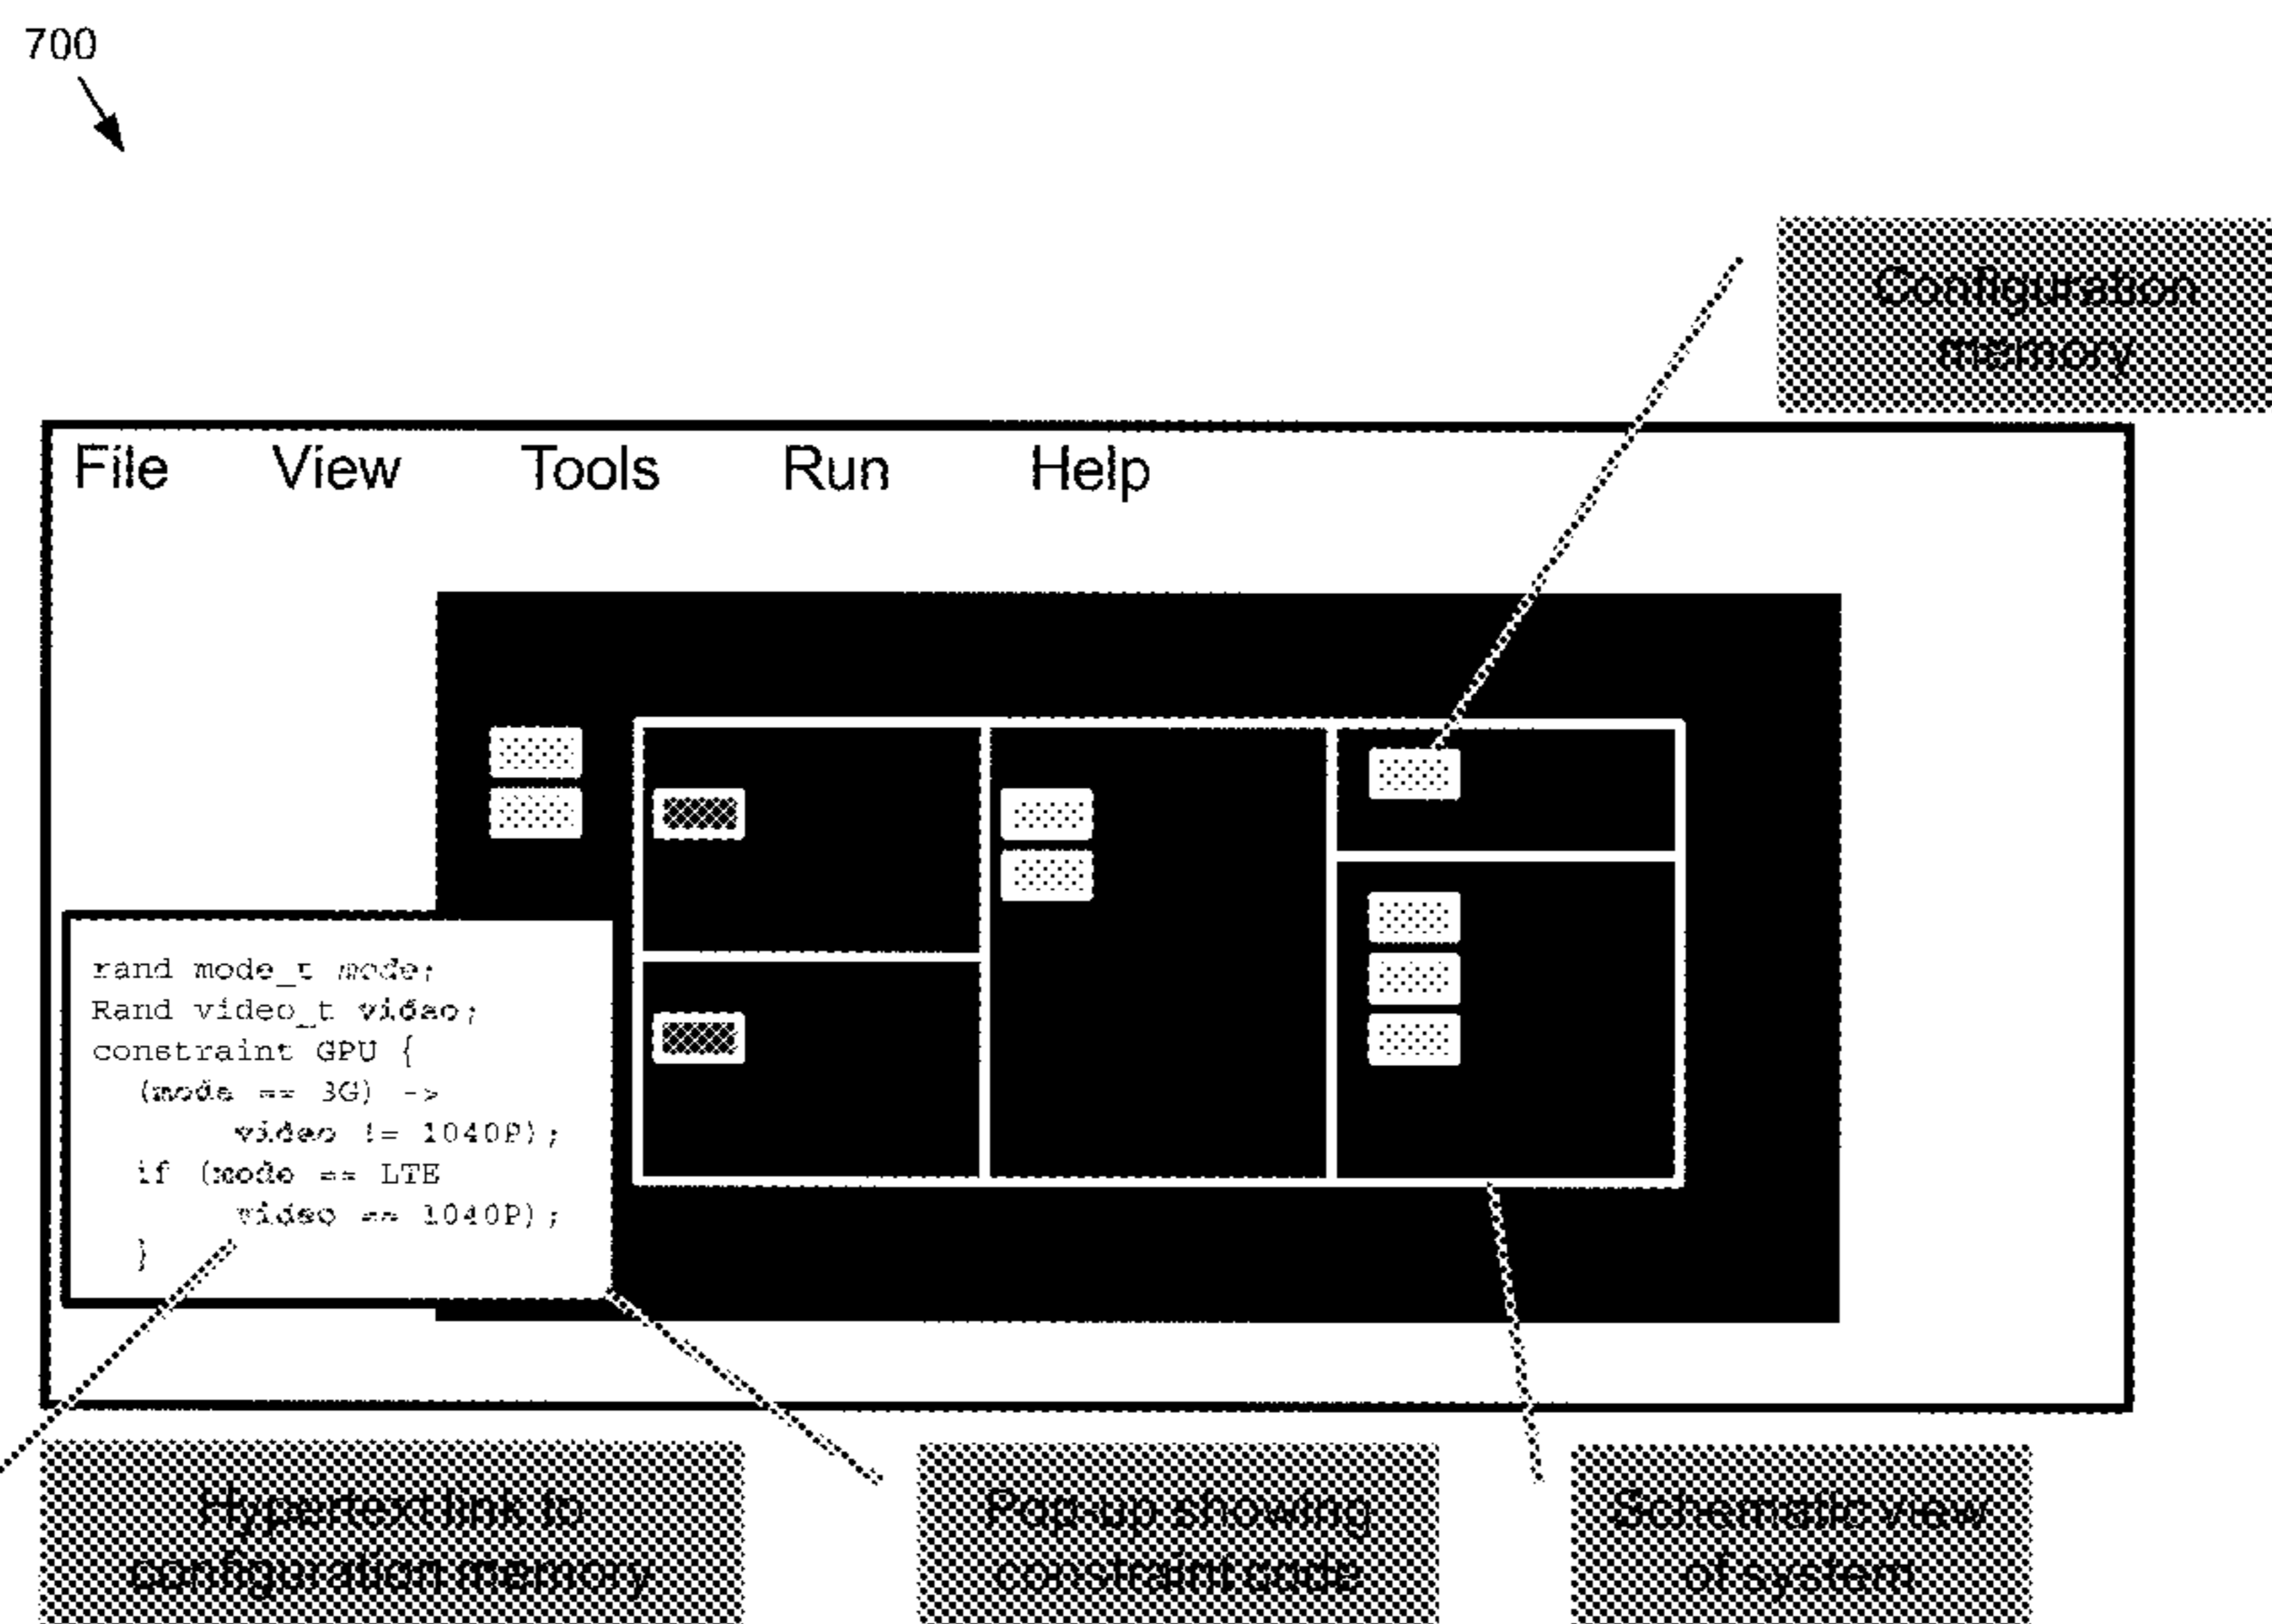 700
Configuration
memory
File View Tools Run Help
rand mode_t mode;
Rand video_t video;
constraint GPU {
(mode == 3G) ->
video != 1040P);
if (mode == LTE
video == 1040P);
}
Hypertext link to
configuration memory
Pop-up showing
constraint code
Schematic view
of system